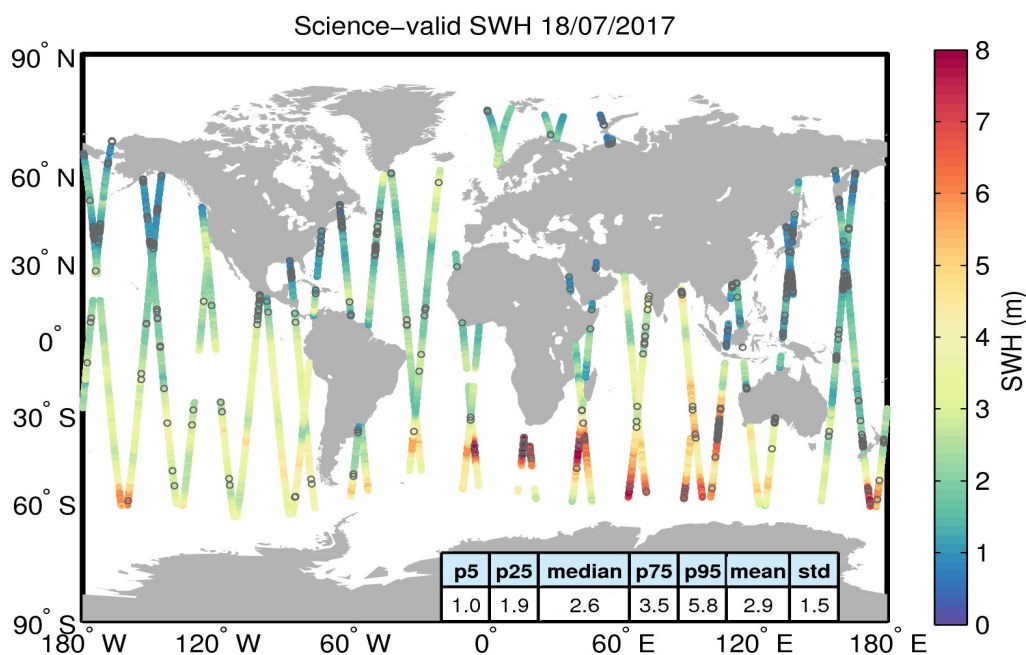 Science−valid SWH 18/07/2017
90° N
60° N
30° N
0°
30° S
60° S
90° S
180° W
120° W
60° W
0°
60° E
120° E
180° E
p5 p25 median p75 p95 mean std
1.0 1.9 2.6 3.5 5.8 2.9 1.5
8
7
6
5
4
3
2
1
0
SWH (m)